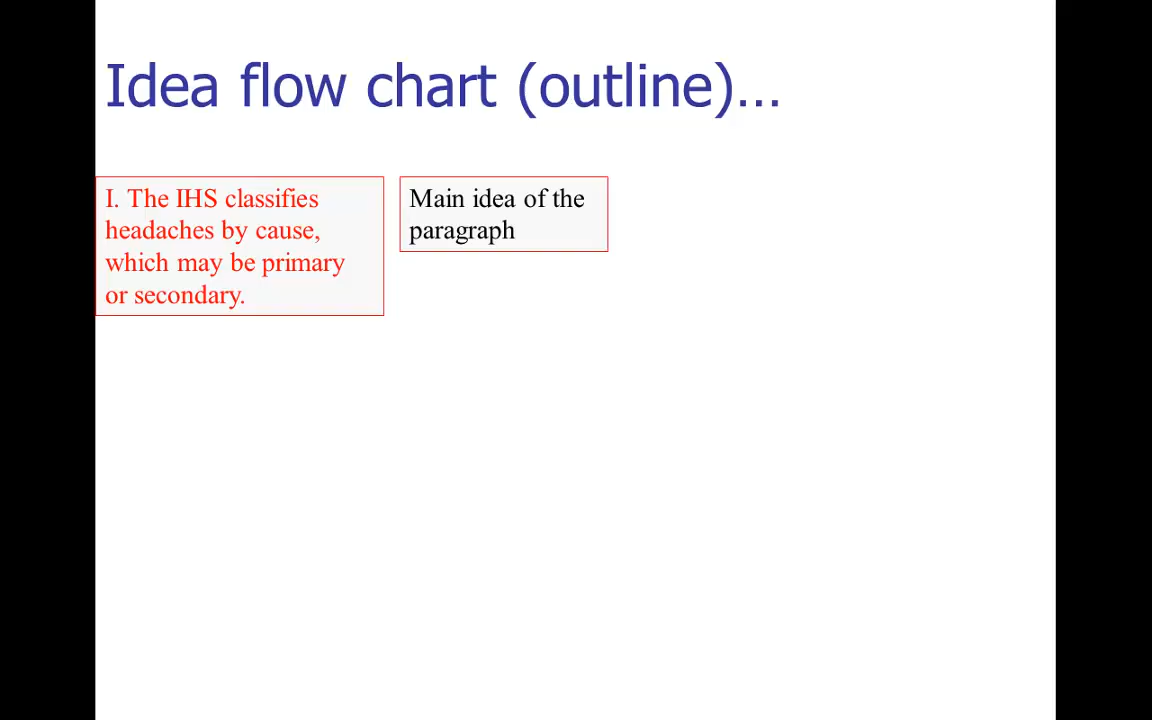 Idea flow chart (outline)…
I. The IHS classifies
headaches by cause,
which may be primary
or secondary.
Main idea of the
paragraph